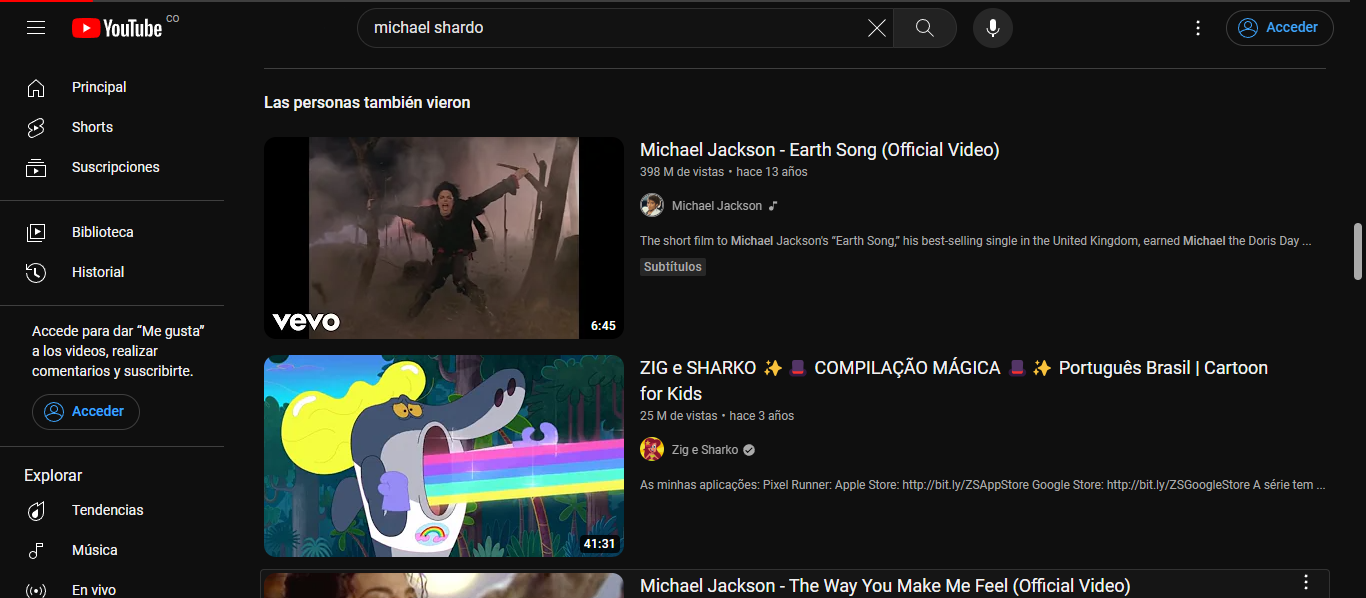 YouTube CO
michael shardo
Acceder
Principal
Shorts
Suscripciones
Biblioteca
Historial
Accede para dar “Me gusta”
a los videos, realizar
comentarios y suscribirte.
Acceder
Explorar
Tendencias
Música
En vivo
Las personas también vieron
vevo
6:45
Michael Jackson - Earth Song (Official Video)
398 M de vistas • hace 13 años
Michael Jackson
The short film to Michael Jackson's “Earth Song,” his best-selling single in the United Kingdom, earned Michael the Doris Day ...
Subtítulos
41:31
ZIG e SHARKO ✨🎩 COMPILAÇÃO MÁGICA 🎩✨ Português Brasil | Cartoon
for Kids
25 M de vistas • hace 3 años
Zig e Sharko
As minhas aplicações: Pixel Runner: Apple Store: http://bit.ly/ZSAppStore Google Store: http://bit.ly/ZSGoogleStore A série tem ...
Michael Jackson - The Way You Make Me Feel (Official Video)